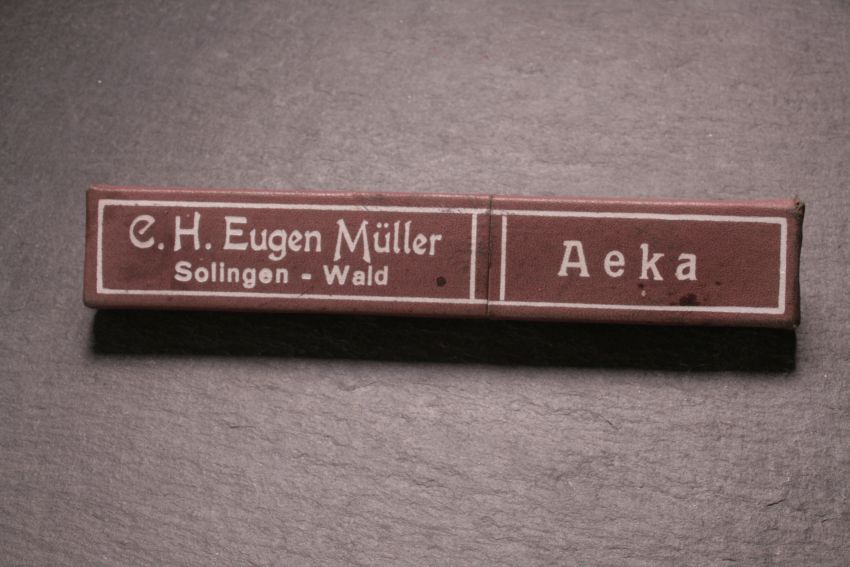 C. H. Eugen Müller
Solingen - Wald
Aeka